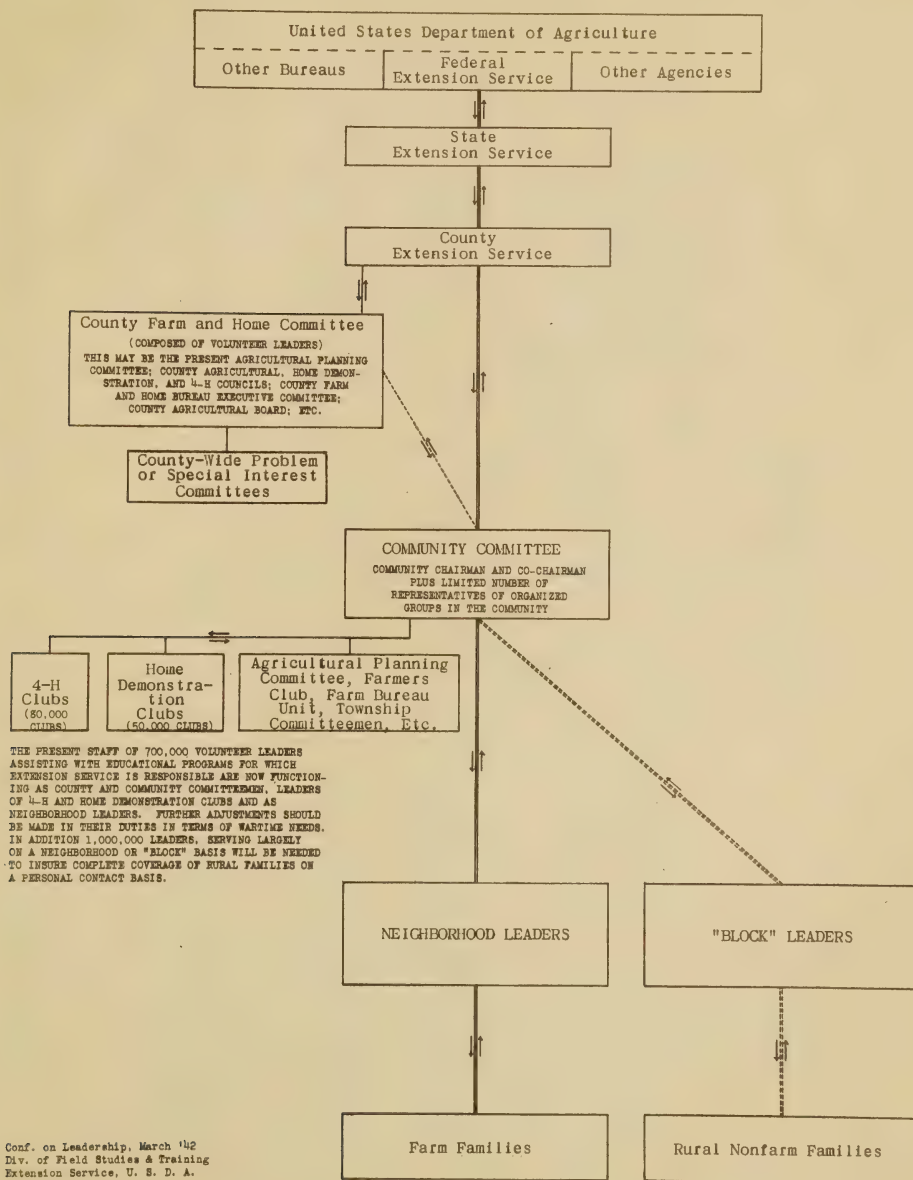 United States Department of Agriculture
Other Bureaus
Federal
Extension Service
Other Agencies
State
Extension Service
County
Extension Service
County Farm and Home Committee
(COMPOSED OF VOLUNTEER LEADERS)
THIS MAY BE THE PRESENT AGRICULTURAL PLANNING
COMMITTEE; COUNTY AGRICULTURAL, HOME DEMON-
STRATION, AND 4-H COUNCILS; COUNTY FARM
AND HOME BUREAU EXECUTIVE COMMITTEE;
COUNTY AGRICULTURAL BOARD; ETC.
County-Wide Problem
or Special Interest
Committees
COMMUNITY COMMITTEE
COMMUNITY CHAIRMAN AND CO-CHAIRMAN
PLUS LIMITED NUMBER OF
REPRESENTATIVES OF ORGANIZED
GROUPS IN THE COMMUNITY
4-H
Clubs
(80,000
CLUBS)
Home
Demonstra-
tion
Clubs
(50,000 CLUBS)
Agricultural Planning
Committee, Farmers
Club, Farm Bureau
Unit, Township
Committeemen, Etc.
THE PRESENT STAFF OF 700,000 VOLUNTEER LEADERS
ASSISTING WITH EDUCATIONAL PROGRAMS FOR WHICH
EXTENSION SERVICE IS RESPONSIBLE ARE NOW FUNCTION-
ING AS COUNTY AND COMMUNITY COMMITTEEMEN, LEADERS
OF 4-H AND HOME DEMONSTRATION CLUBS AND AS
NEIGHBORHOOD LEADERS. FURTHER ADJUSTMENTS SHOULD
BE MADE IN THEIR DUTIES IN TERMS OF WARTIME NEEDS.
IN ADDITION 1,000,000 LEADERS, SERVING LARGELY
ON A NEIGHBORHOOD OR "BLOCK" BASIS WILL BE NEEDED
TO INSURE COMPLETE COVERAGE OF RURAL FAMILIES ON
A PERSONAL CONTACT BASIS.
NEIGHBORHOOD LEADERS
"BLOCK" LEADERS
Farm Families
Rural Nonfarm Families
Conf. on Leadership, March '42
Div. of Field Studies & Training
Extension Service, U. S. D. A.